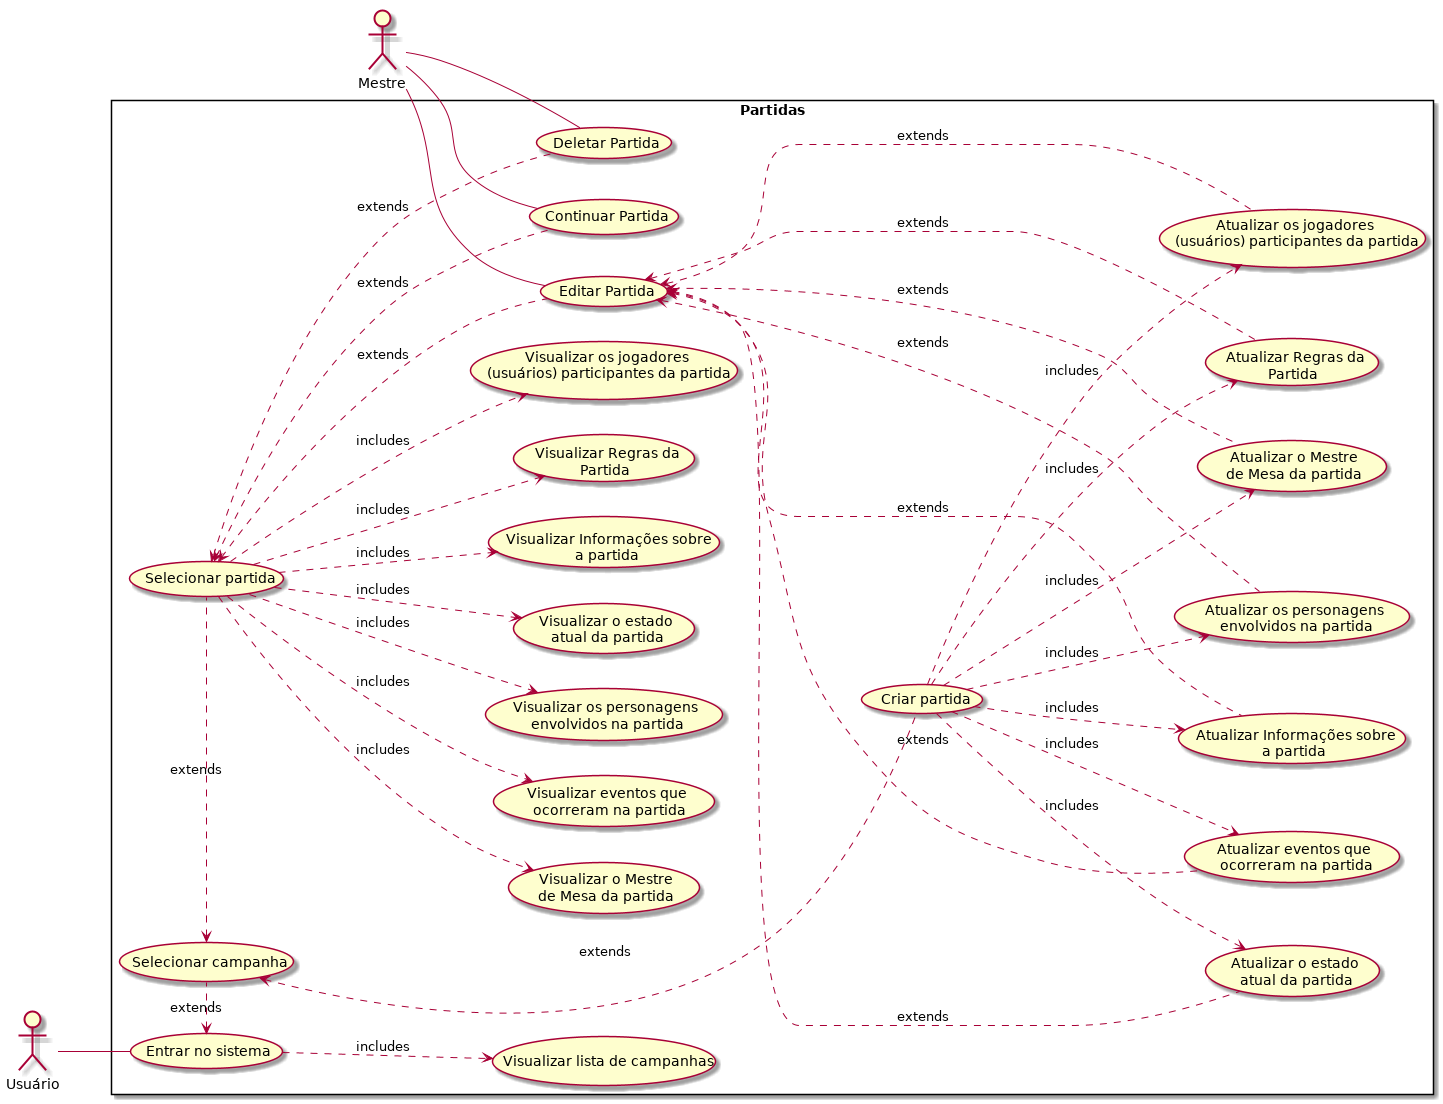 Mestre
Partidas
Deletar Partida
extends
extends
Continuar Partida
extends
Atualizar os jogadores
(usuários) participantes da partida
extends
Editar Partida
extends
extends
extends
Visualizar os jogadores
(usuários) participantes da partida
Atualizar Regras da
Partida
includes
includes
Visualizar Regras da
Partida
includes
Atualizar o Mestre
de Mesa da partida
includes
extends
Visualizar Informações sobre
a partida
includes
Selecionar partida
includes
includes
Visualizar o estado
atual da partida
includes
Atualizar os personagens
envolvidos na partida
includes
includes
Visualizar os personagens
envolvidos na partida
Criar partida
includes
extends
includes
Atualizar Informações sobre
a partida
includes
extends
Visualizar eventos que
ocorreram na partida
includes
Atualizar eventos que
ocorreram na partida
Visualizar o Mestre
de Mesa da partida
extends
Selecionar campanha
Atualizar o estado
atual da partida
extends
extends
Usuário
Entrar no sistema
includes
Visualizar lista de campanhas